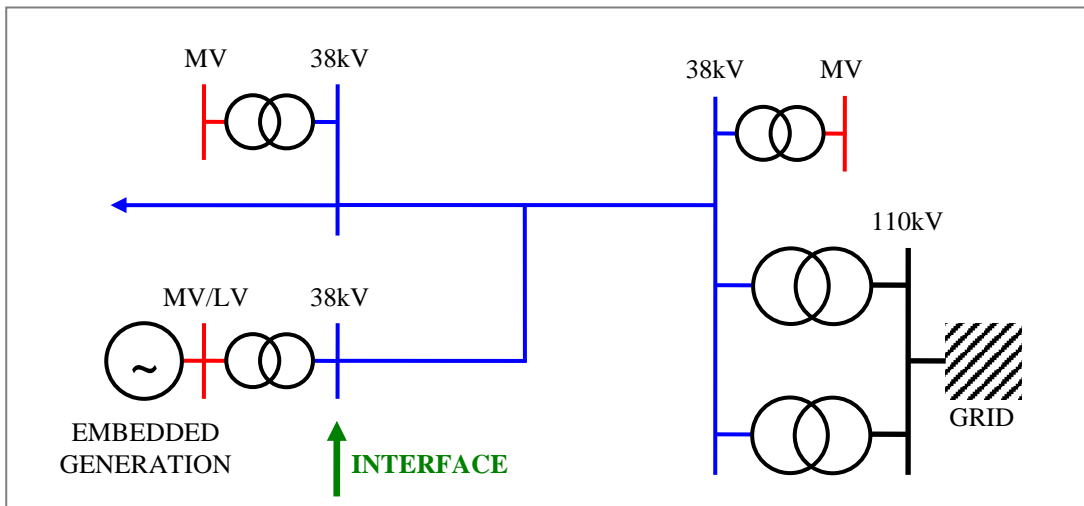 MV
38kV
38kV
MV
110kV
MV/LV
38kV
~
EMBEDDED
GENERATION
INTERFACE
GRID